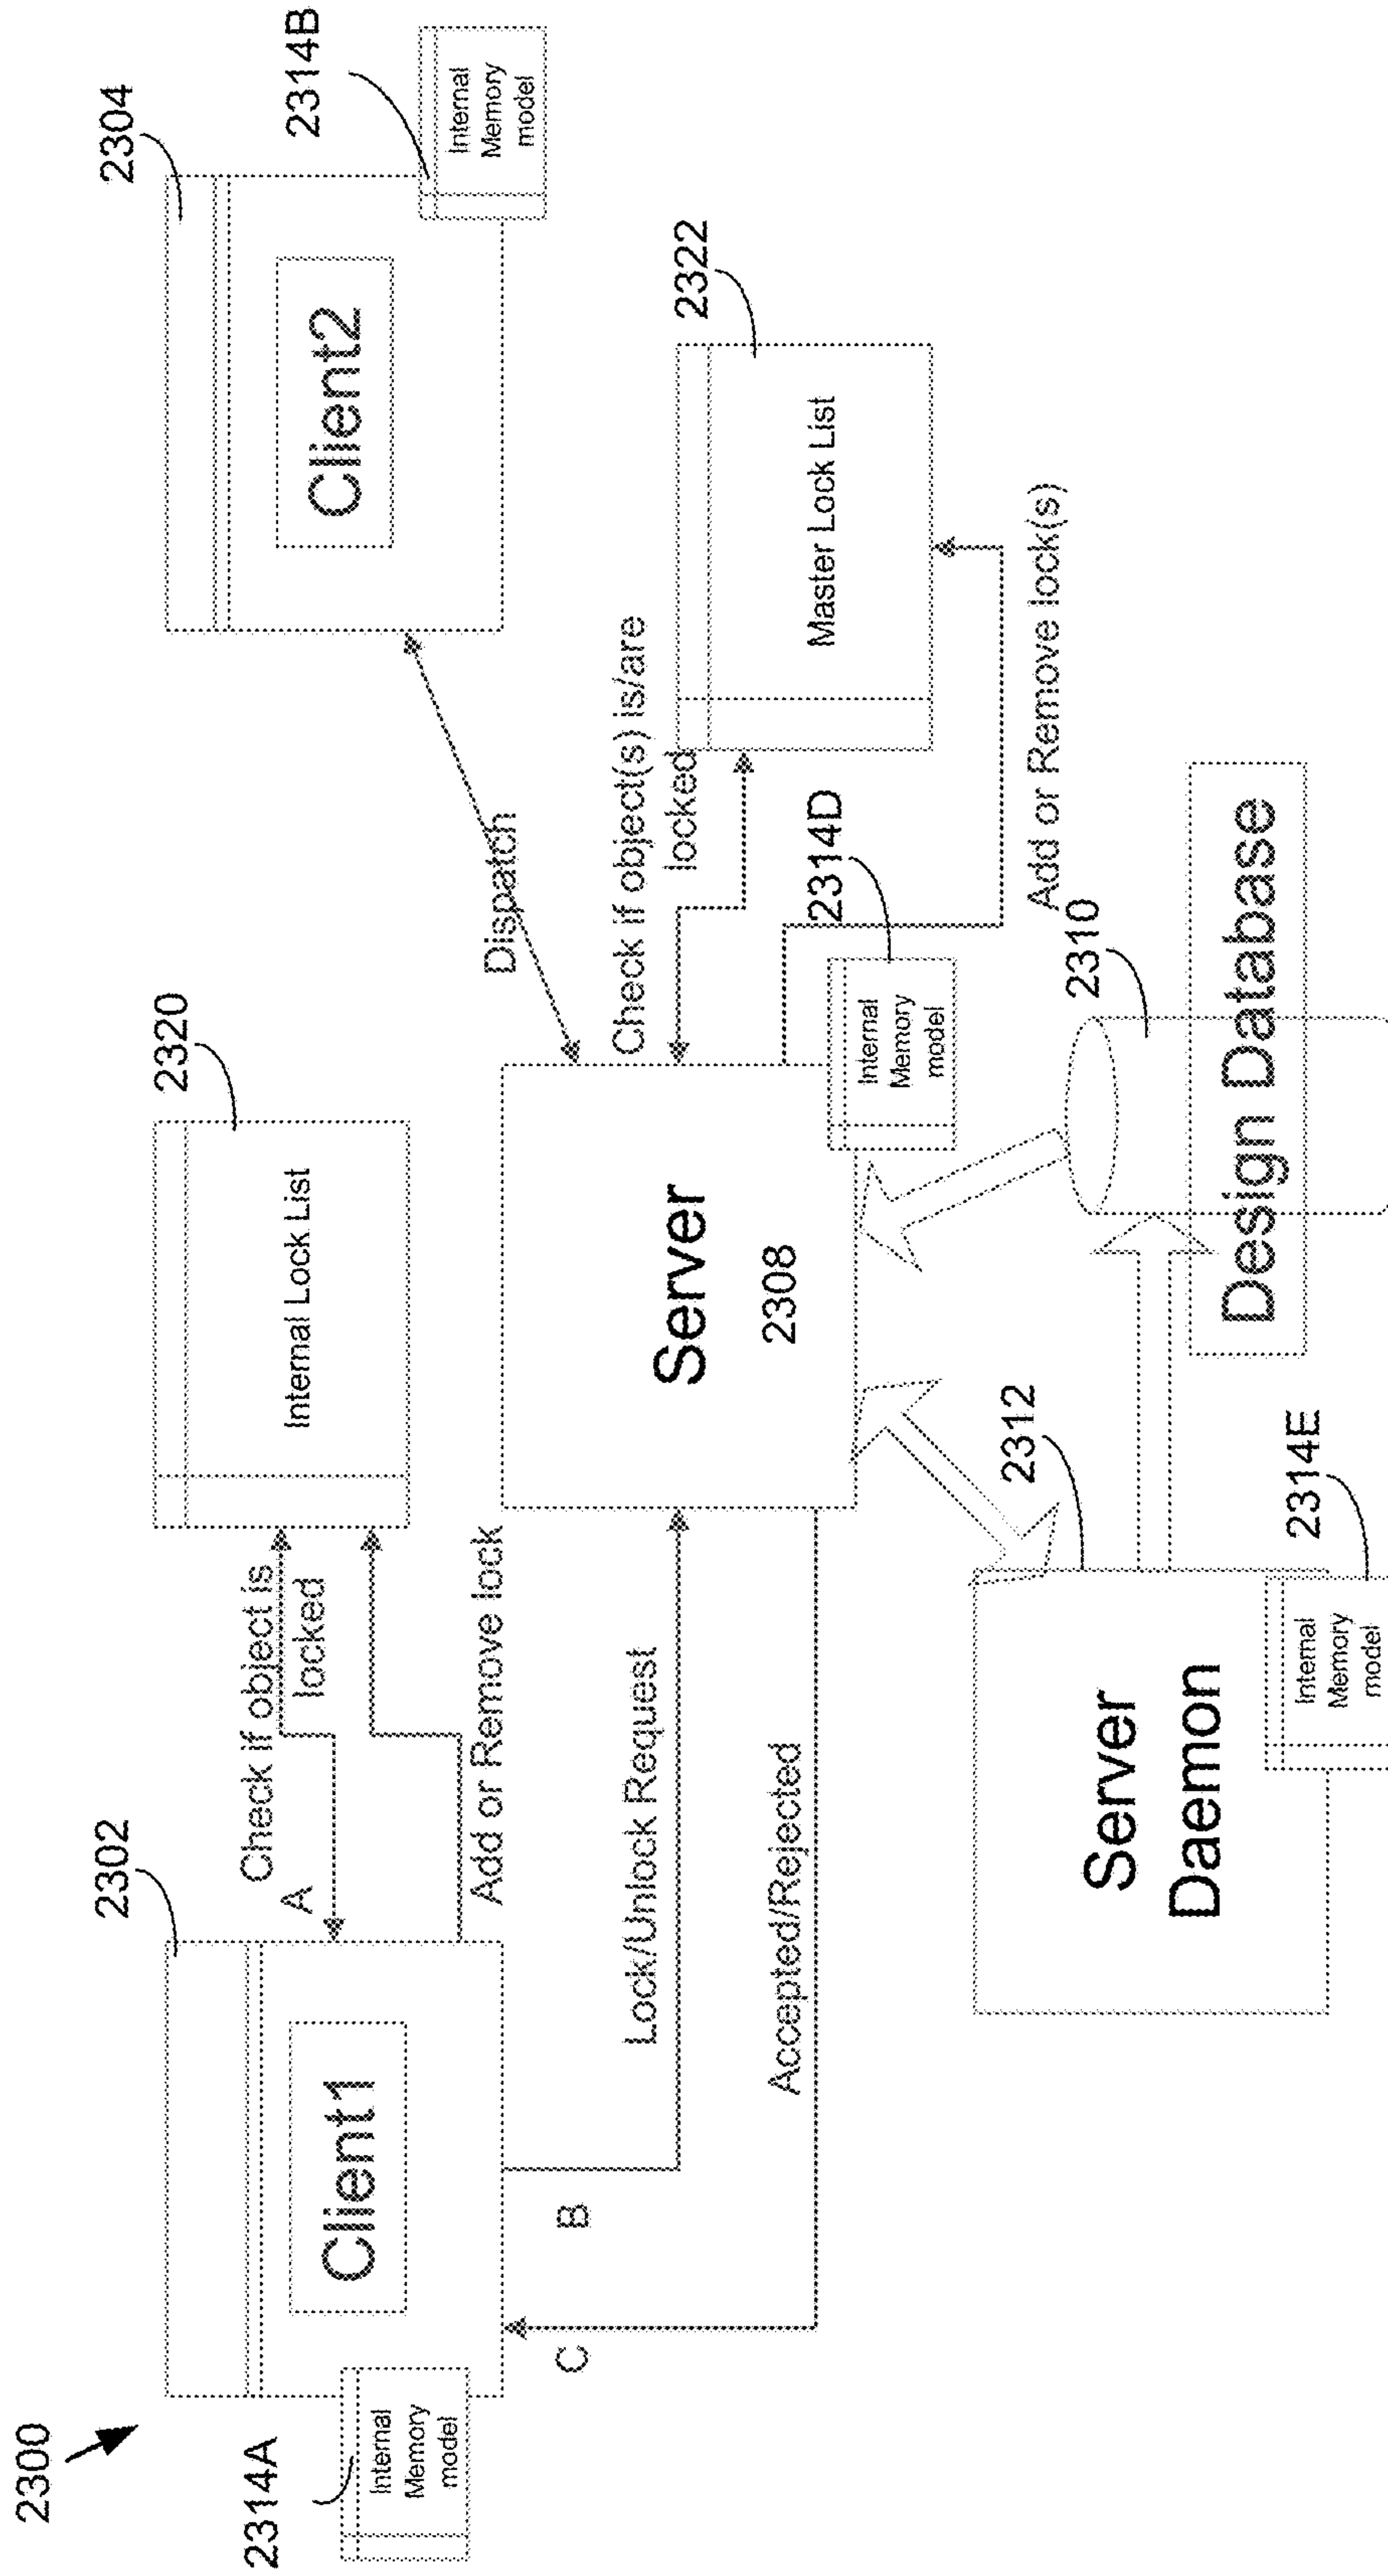 2300
2302
2320
2304
2314A
Internal
Memory
model
Client1
A
Check if object is
locked
Add or Remove lock
Internal Lock List
Client2
2314B
Internal
Memory
model
Dispatch
B
C
Lock/Unlock Request
Accepted/Rejected
Server
2308
Check if object(s) is/are
locked
2322
Master Lock List
2314D
Internal
Memory
model
Add or Remove lock(s)
2312
Server
Daemon
2314E
Internal
Memory
model
2310
Design Database